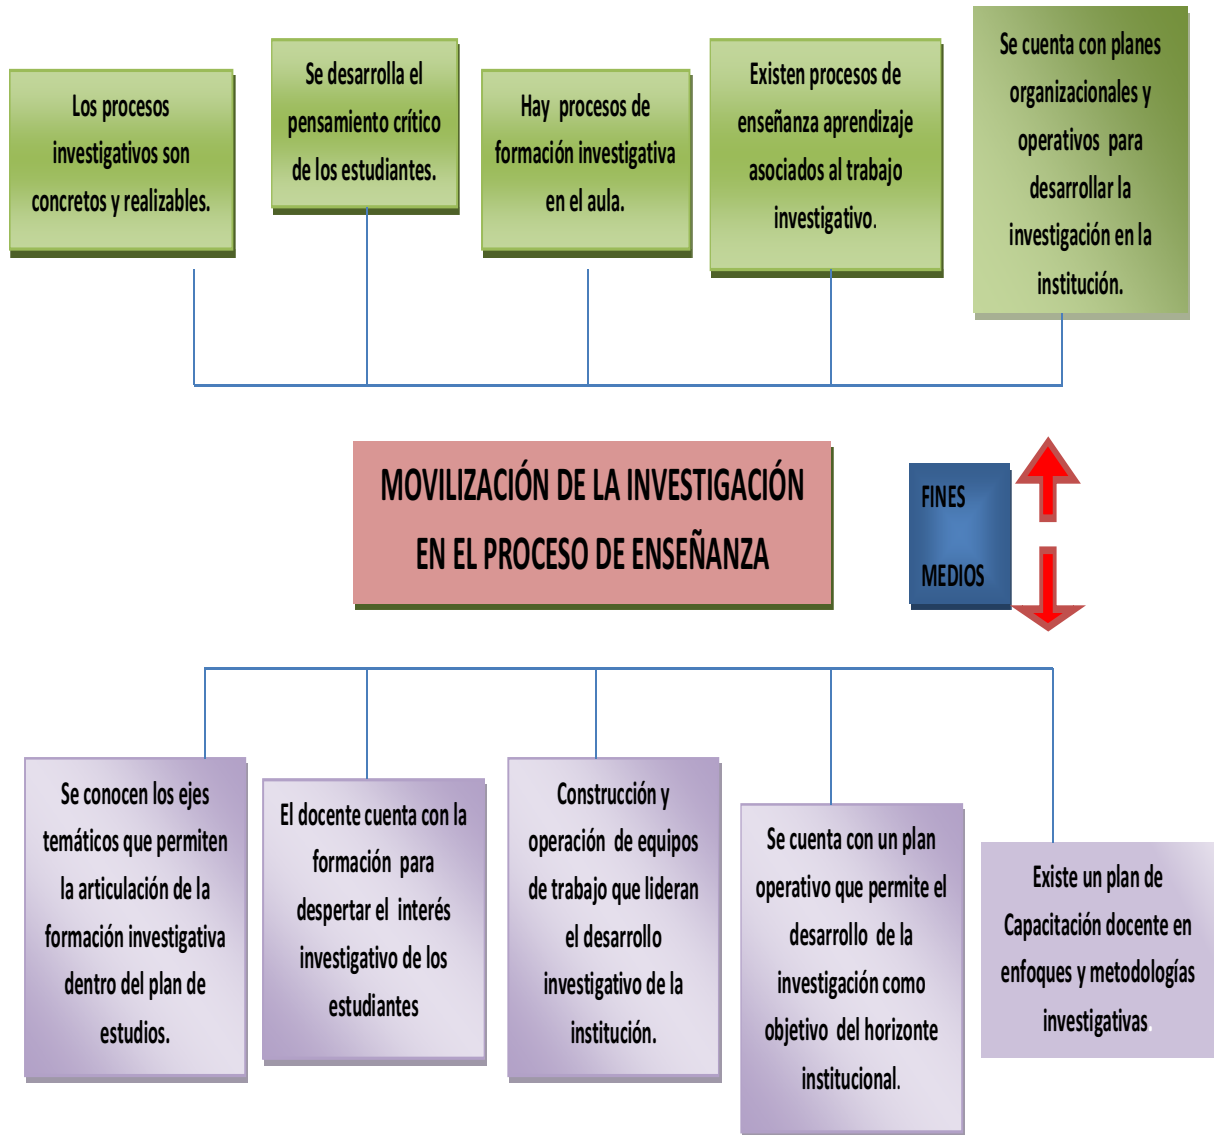 Los procesos
investigativos son
concretos y realizables.
Se desarrolla el
pensamiento crítico
de los estudiantes.
Hay procesos de
formación investigativa
en el aula.
Existen procesos de
enseñanza aprendizaje
asociados al trabajo
investigativo.
Se cuenta con planes
organizacionales y
operativos para
desarrollar la
investigación en la
institución.
MOVILIZACIÓN DE LA INVESTIGACIÓN
EN EL PROCESO DE ENSEÑANZA
FINES
MEDIOS
Se conocen los ejes
temáticos que permiten
la articulación de la
formación investigativa
dentro del plan de
estudios.
El docente cuenta con la
formación para
despertar el interés
investigativo de los
estudiantes
Construcción y
operación de equipos
de trabajo que lideran
el desarrollo
investigativo de la
institución.
Se cuenta con un plan
operativo que permite el
desarrollo de la
investigación como
objetivo del horizonte
institucional.
Existe un plan de
Capacitación docente en
enfoques y metodologías
investigativas.